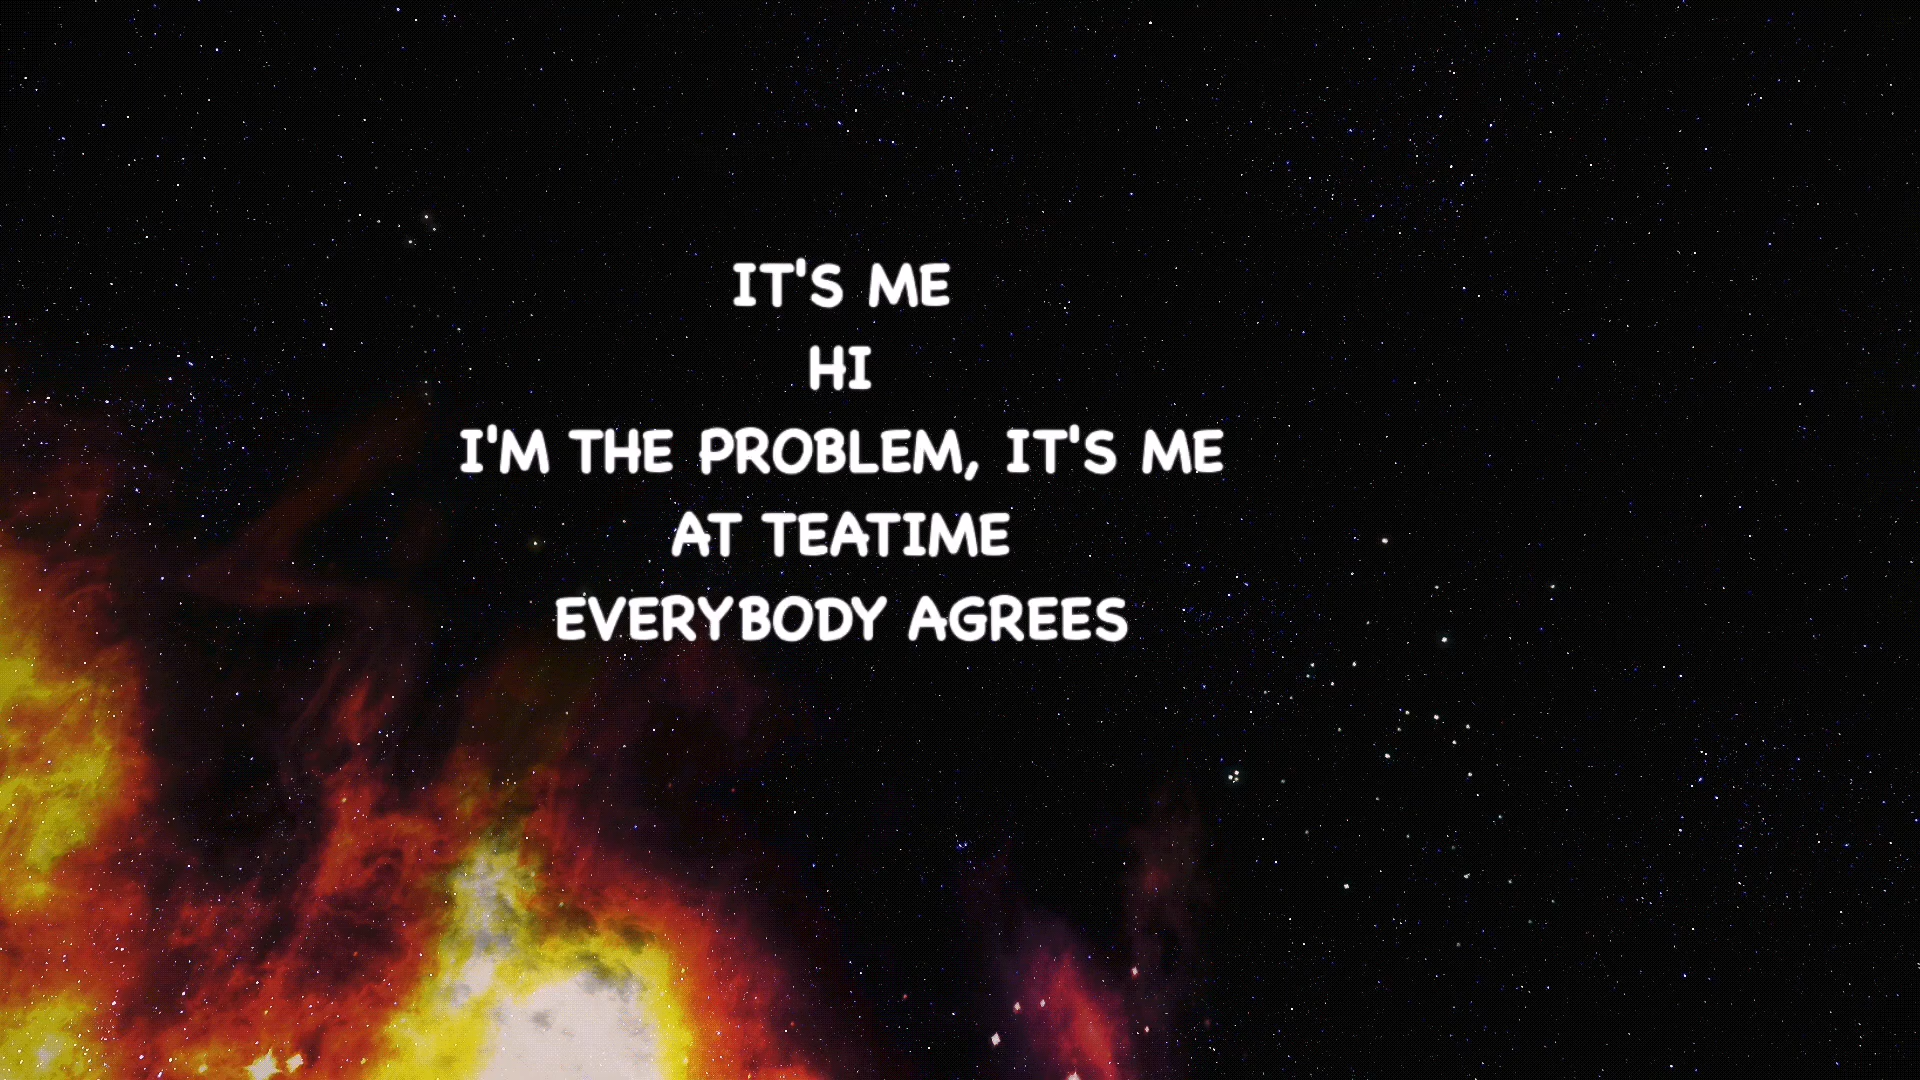 IT'S ME
HI
I'M THE PROBLEM, IT'S ME
AT TEATIME
EVERYBODY AGREES